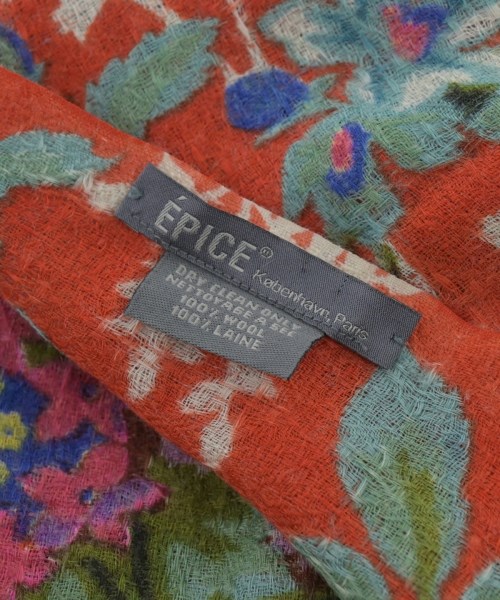 ÉPICE®
København, Paris
DRY CLEAN ONLY
NETTOYAGE A SEC
100% WOOL
100% LAINE